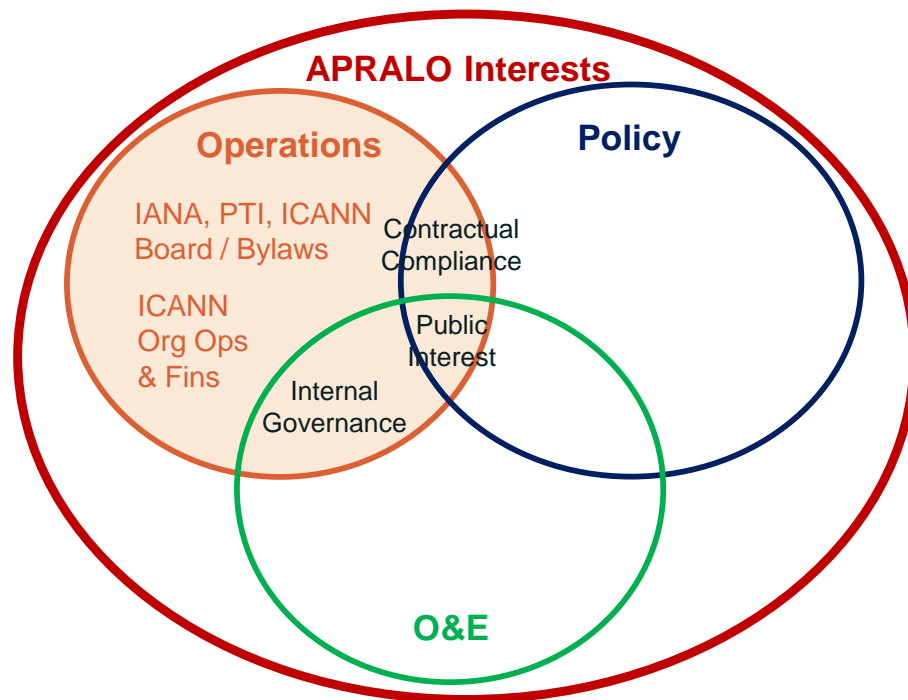 APRALO Interests
Operations
Policy
IANA, PTI, ICANN
Board / Bylaws
Contractual
Compliance
ICANN
Org Ops
& Fins
Public
Interest
Internal
Governance
O&E